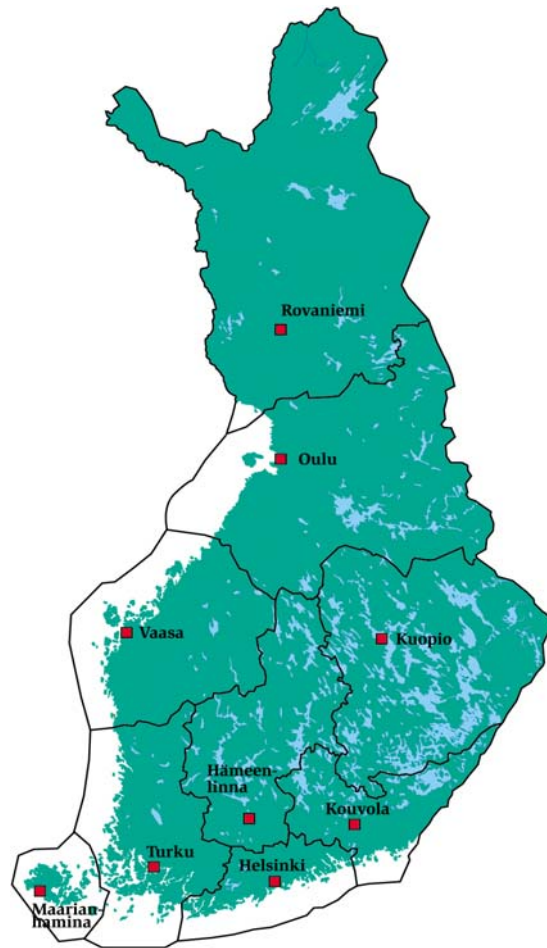 Rovaniemi
Oulu
Vaasa
Kuopio
Hämeen-
linna
Kouvola
Turku
Helsinki
Maarian-
hamina